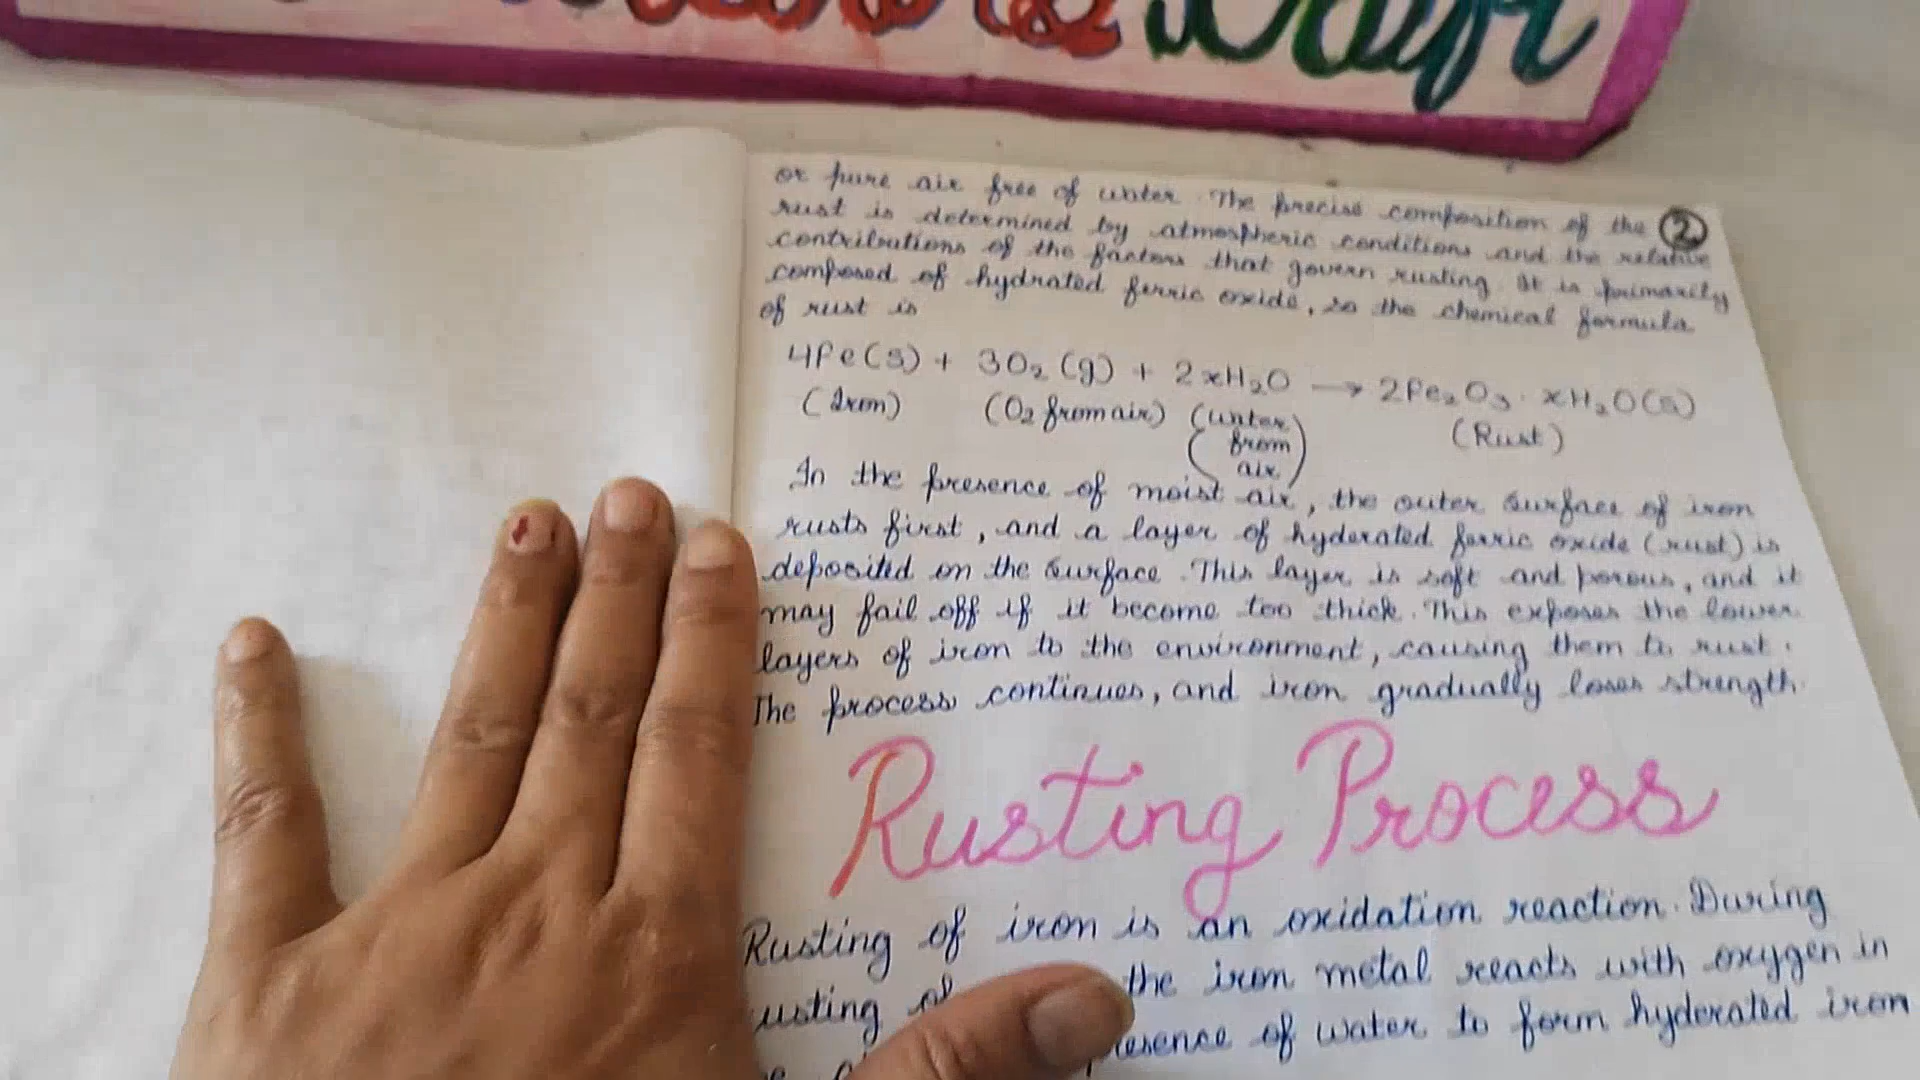 or pure air free of water. The precise composition of the
②
rust is determined by atmospheric conditions and the relative
contributions of the factors that govern rusting. It is primarily
composed of hydrated ferric oxide, so the chemical formula
of rust is
4Fe(s) + 3O₂(g) + 2xH₂O → 2Fe₂O₃·xH₂O(s)
(Iron) (O₂ from air) (water from air) (Rust)
In the presence of moist air, the outer surface of iron
rusts first, and a layer of hyderated ferric oxide (rust) is
deposited on the surface. This layer is soft and porous, and it
may fail off if it become too thick. This exposes the lower
layers of iron to the environment, causing them to rust.
The process continues, and iron gradually loses strength.
Rusting Process
Rusting of iron is an oxidation reaction. During
usting of the iron metal reacts with oxygen in
presence of water to form hyderated iron